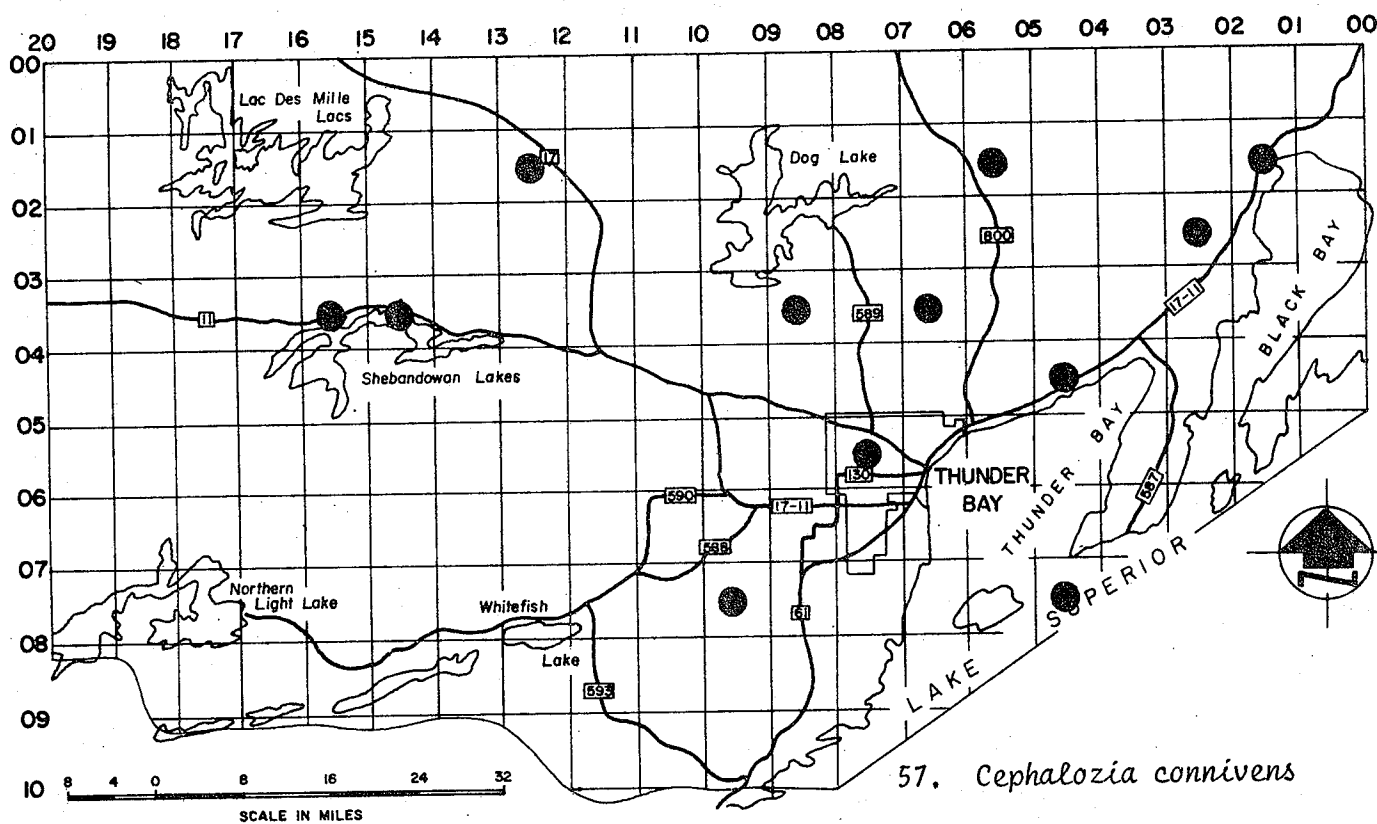 20 19 18 17 16 15 14 13 12 11 10 09 08 07 06 05 04 03 02 01 00
00
Lac Des Mille
Lacs
01
17
Dog Lake
02
800
BLACK BAY
03
17-11
11
589
04
Shebandowan Lakes
05
THUNDER BAY
130
THUNDER
BAY
587
06
590
17-11
588
07
Northern
Light Lake
Whitefish
Lake
61
08
LAKE SUPERIOR
593
09
10
8 4 0 8 16 24 32
SCALE IN MILES
57. Cephalozia connivens